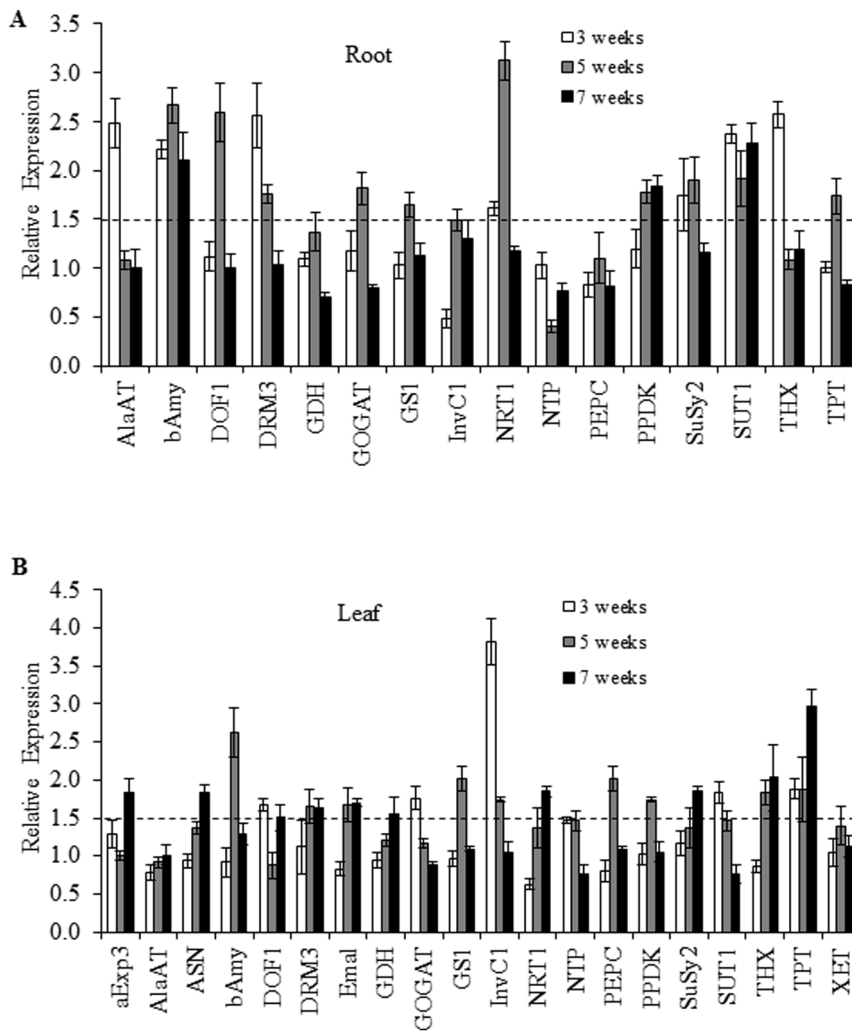 A
Root
3 weeks
5 weeks
7 weeks
Relative Expression
3.5
3.0
2.5
2.0
1.5
1.0
0.5
0.0
AlaAT
bAmy
DOF1
DRM3
GDH
GOGAT
GS1
InvC1
NRT1
NTP
PEPC
PPDK
SuSy2
SUT1
THX
TPT
B
Leaf
3 weeks
5 weeks
7 weeks
Relative Expression
4.5
4.0
3.5
3.0
2.5
2.0
1.5
1.0
0.5
0.0
aExp3
AlaAT
ASN
bAmy
DOF1
DRM3
Emal
GDH
GOGAT
GS1
InvC1
NRT1
NTP
PEPC
PPDK
SuSy2
SUT1
THX
TPT
XET